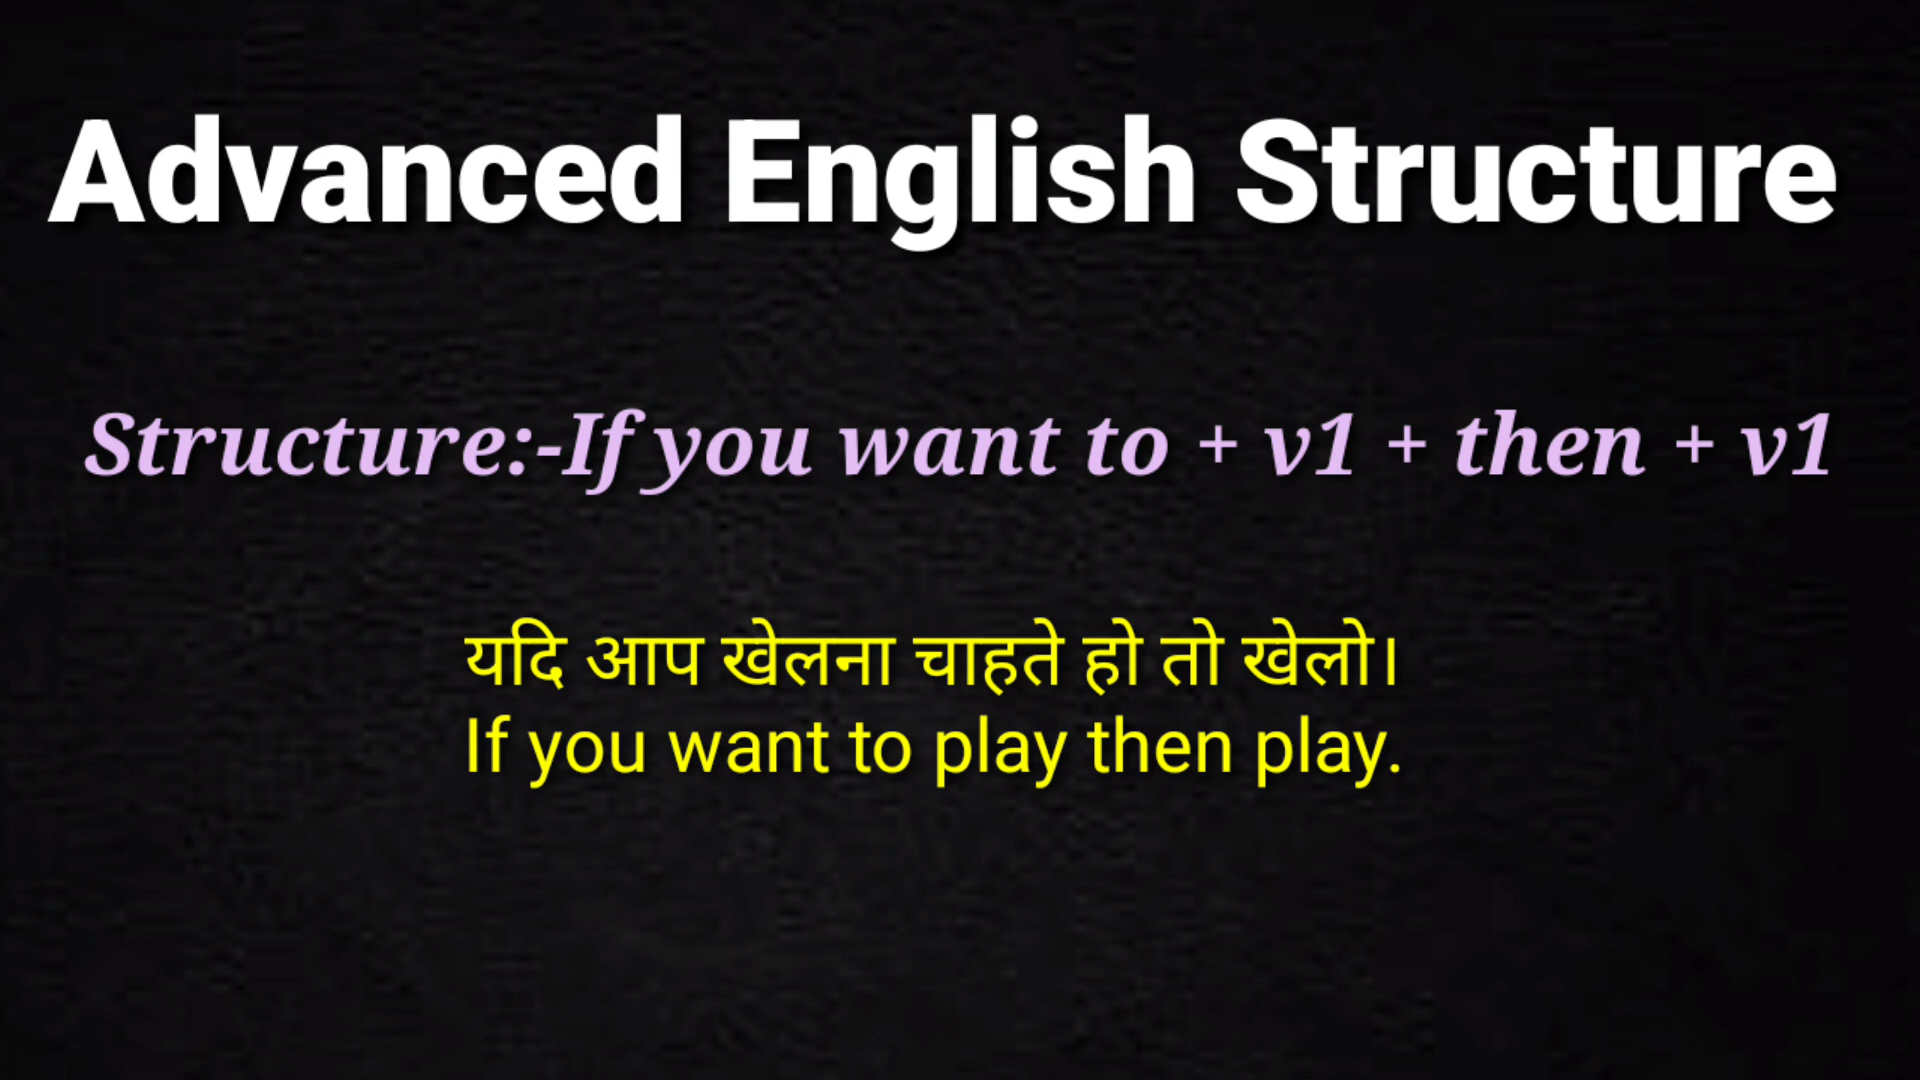 Advanced English Structure
Structure:-If you want to + v1 + then + v1
यदि आप खेलना चाहते हो तो खेलो।
If you want to play then play.